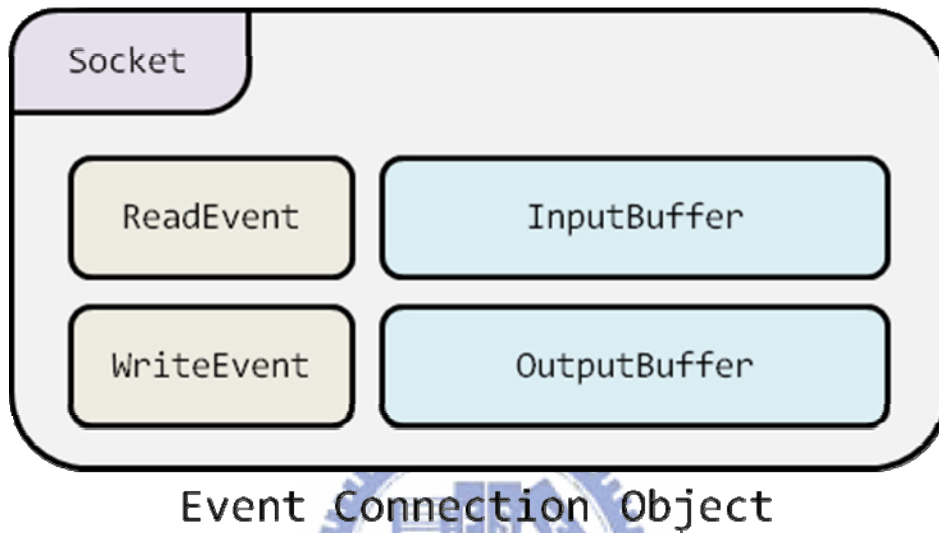 Socket
ReadEvent
InputBuffer
WriteEvent
OutputBuffer
Event Connection Object